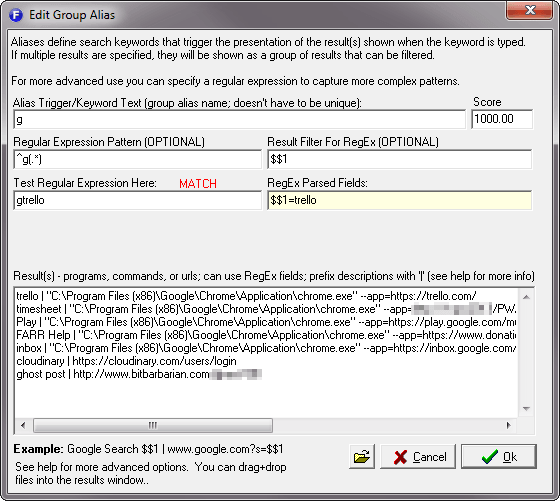 Edit Group Alias
Aliases define search keywords that trigger the presentation of the result(s) shown when the keyword is typed.
If multiple results are specified, they will be shown as a group of results that can be filtered.
For more advanced use you can specify a regular expression to capture more complex patterns.
Alias Trigger/Keyword Text (group alias name; doesn't have to be unique):
Score
g
1000.00
Regular Expression Pattern (OPTIONAL)
Result Filter For RegEx (OPTIONAL)
^g(.*)
$$1
Test Regular Expression Here:
MATCH
RegEx Parsed Fields:
gtrello
$$1=trello
Result(s) - programs, commands, or urls; can use RegEx fields; prefix descriptions with '|' (see help for more info)
trello | "C:\Program Files (x86)\Google\Chrome\Application\chrome.exe" --app=https://trello.com/
timesheet | "C:\Program Files (x86)\Google\Chrome\Application\chrome.exe" --app= /PW
Play | "C:\Program Files (x86)\Google\Chrome\Application\chrome.exe" --app=https://play.google.com/mu
FARR Help | "C:\Program Files (x86)\Google\Chrome\Application\chrome.exe" --app=https://www.donatic
inbox | "C:\Program Files (x86)\Google\Chrome\Application\chrome.exe" --app=https://inbox.google.com/
cloudinary | https://cloudinary.com/users/login
ghost post | http://www.bitbarbarian.com
Example: Google Search $$1 | www.google.com?s=$$1
Cancel
Ok
See help for more advanced options. You can drag+drop
files into the results window..